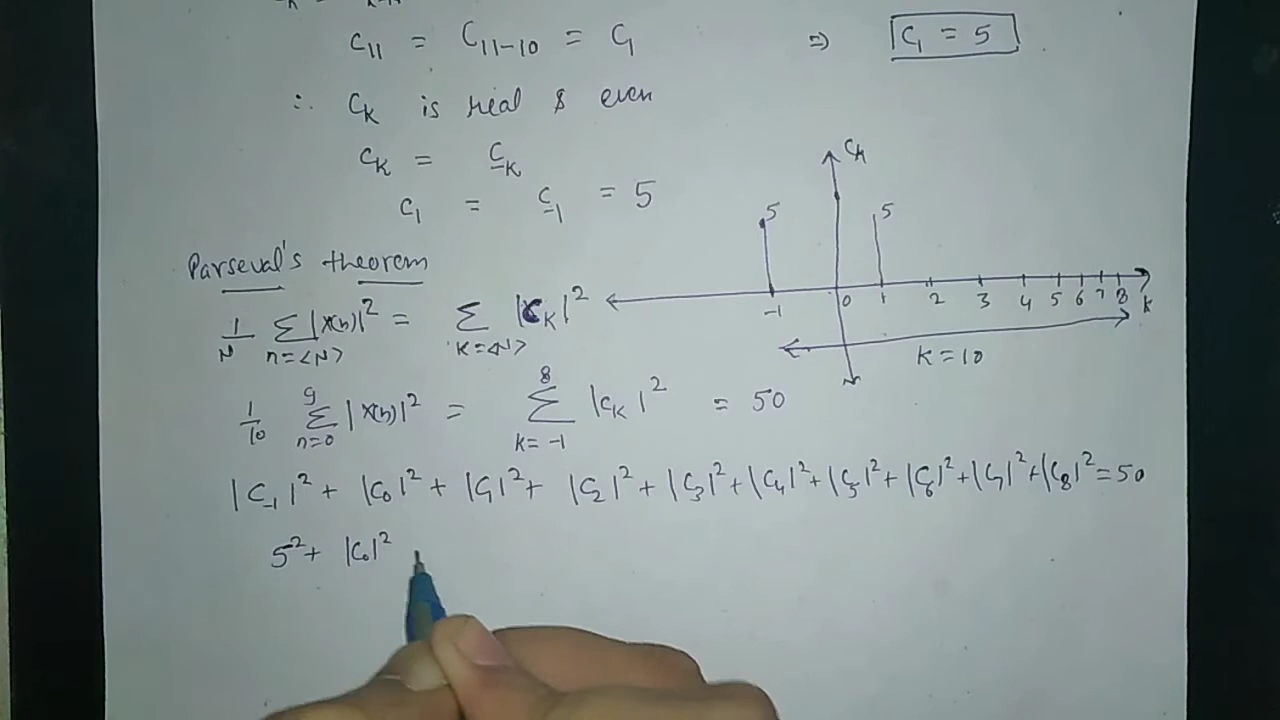 C₁₁ = C₁₁₋₁₀ = C₁ ⇒ C₁ = 5
∴ Cₖ is real & even
Cₖ = C₋ₖ
C₁ = C₋₁ = 5
Cₖ
5 5
-1 0 1 2 3 4 5 6 7 8 k
k = 10
Parseval's theorem
1/N Σ n=<N> |x(n)|² = Σ k=<N> |Cₖ|²
1/10 Σ n=0 9 |x(n)|² = Σ k=-1 8 |Cₖ|² = 50
|C₋₁|² + |C₀|² + |C₁|² + |C₂|² + |C₃|² + |C₄|² + |C₅|² + |C₆|² + |C₇|² + |C₈|² = 50
5² + |C₀|²